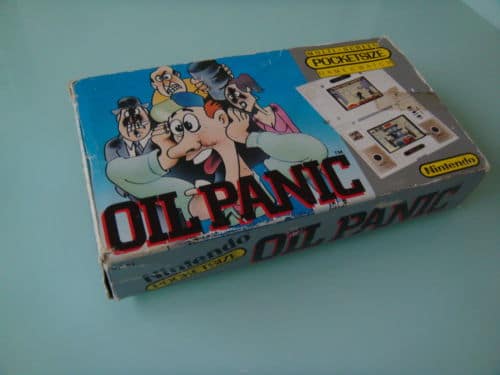 MULTI-SCREEN
POCKETSIZE
GAME & WATCH
Nintendo
OIL PANIC
TM
OIL PANIC
Nintendo
POCKETSIZE